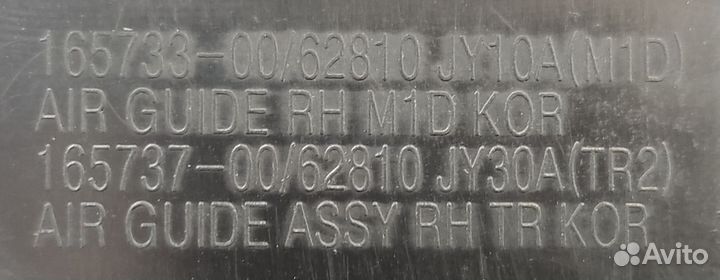 165733-00/62810 JY10A(M1D)
AIR GUIDE RH M1D KOR
165737-00/62810 JY30A(TR2)
AIR GUIDE ASSY RH TR KOR
Avito